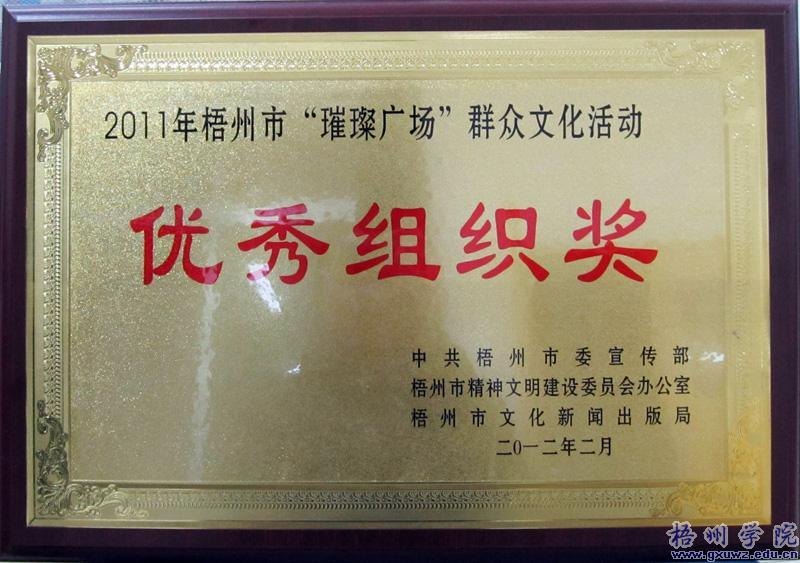 2011年梧州市“璀璨广场”群众文化活动
优秀组织奖
中共梧州市委宣传部
梧州市精神文明建设委员会办公室
梧州市文化新闻出版局
二0一二年二月
梧州学院
www.gxuwz.edu.cn